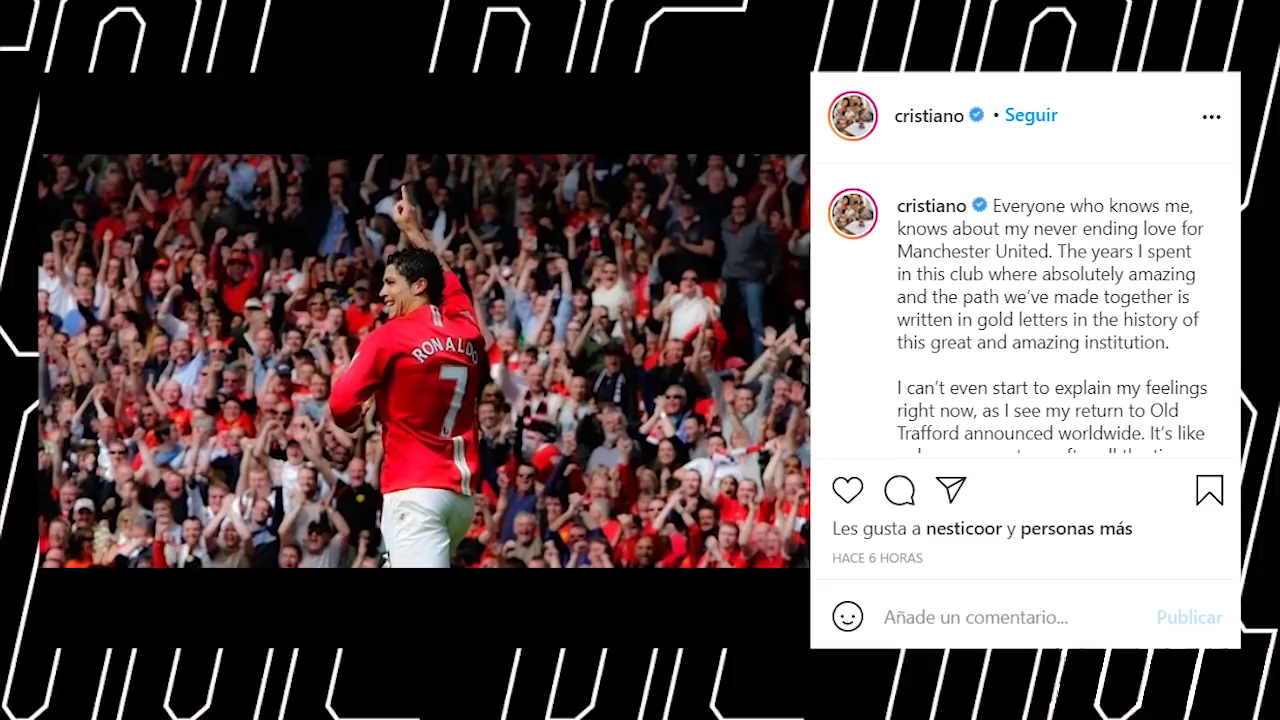 RONALDO
7
cristiano • Seguir
cristiano Everyone who knows me,
knows about my never ending love for
Manchester United. The years I spent
in this club where absolutely amazing
and the path we've made together is
written in gold letters in the history of
this great and amazing institution.
I can't even start to explain my feelings
right now, as I see my return to Old
Trafford announced worldwide. It's like
Les gusta a nesticoor y personas más
HACE 6 HORAS
Añade un comentario...
Publicar